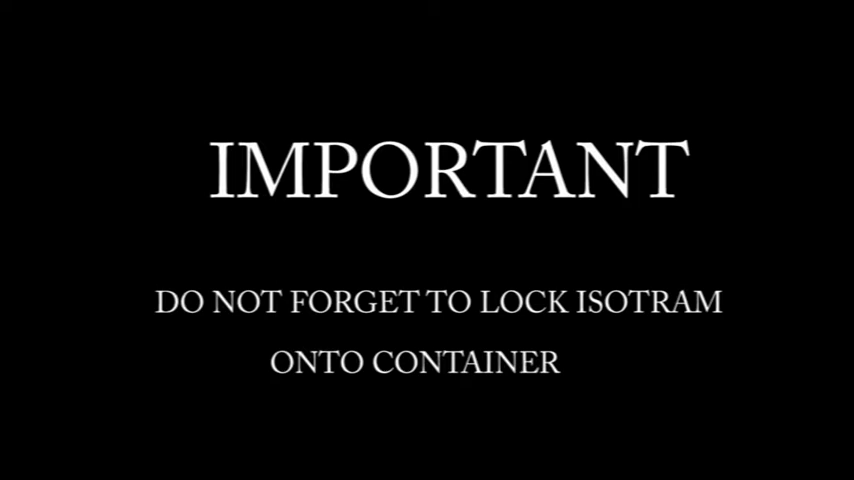 IMPORTANT
DO NOT FORGET TO LOCK ISOTRAM
ONTO CONTAINER